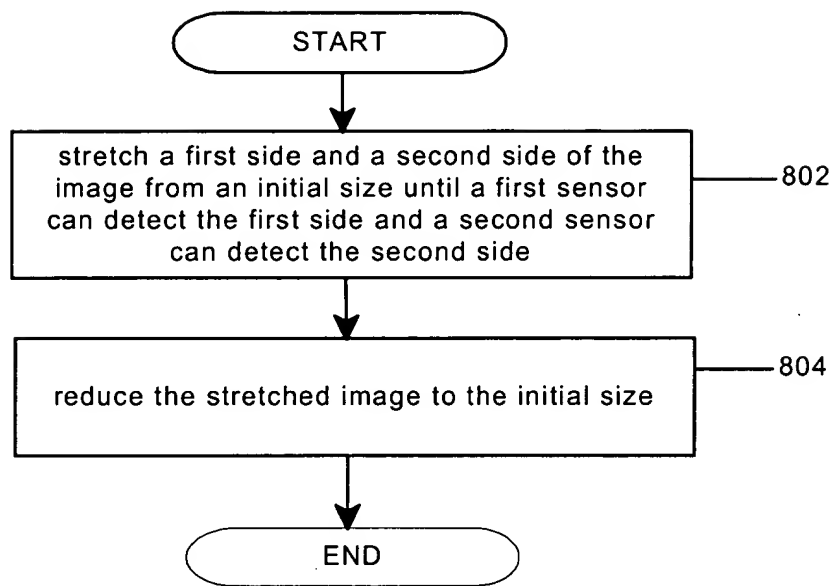 START
stretch a first side and a second side of the
image from an initial size until a first sensor
can detect the first side and a second sensor
can detect the second side
802
reduce the stretched image to the initial size
804
END